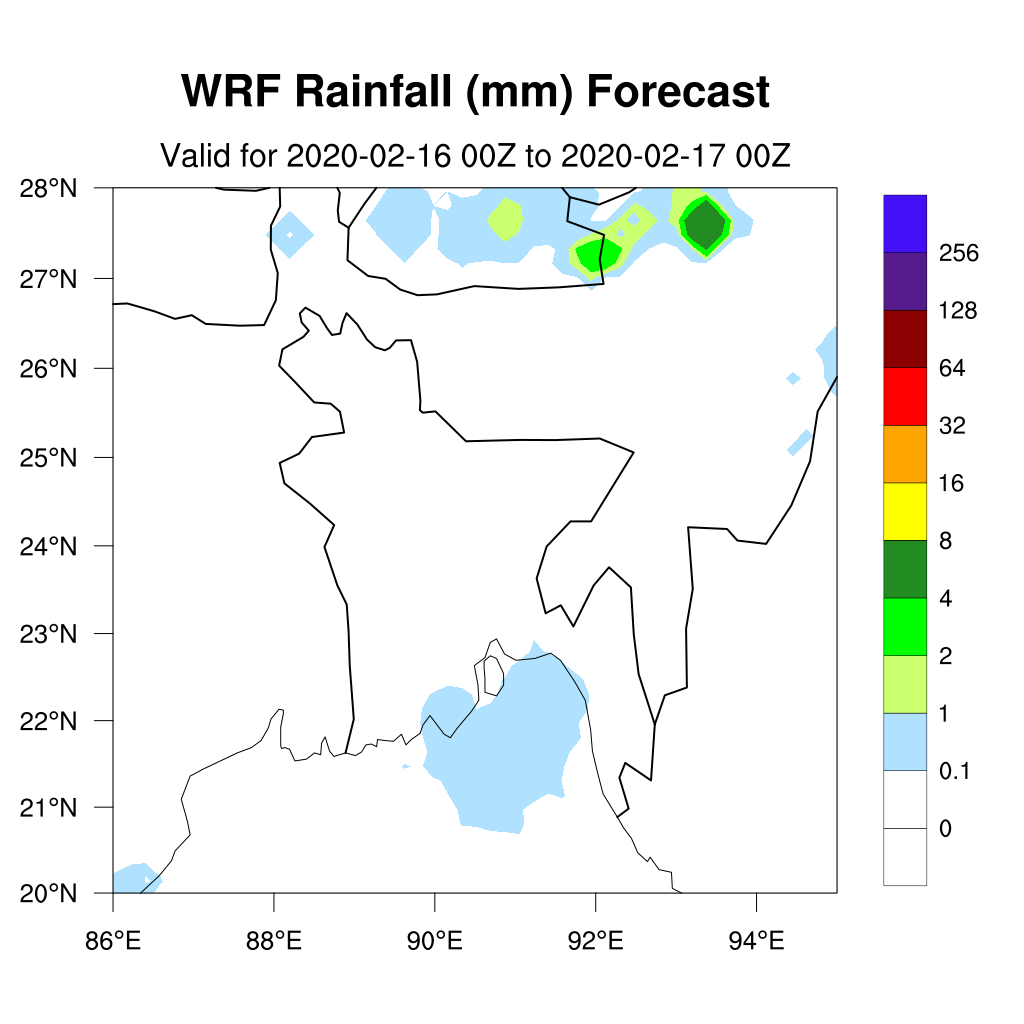 WRF Rainfall (mm) Forecast
Valid for 2020-02-16 00Z to 2020-02-17 00Z
28°N
27°N
26°N
25°N
24°N
23°N
22°N
21°N
20°N
86°E 88°E 90°E 92°E 94°E
256
128
64
32
16
8
4
2
1
0.1
0